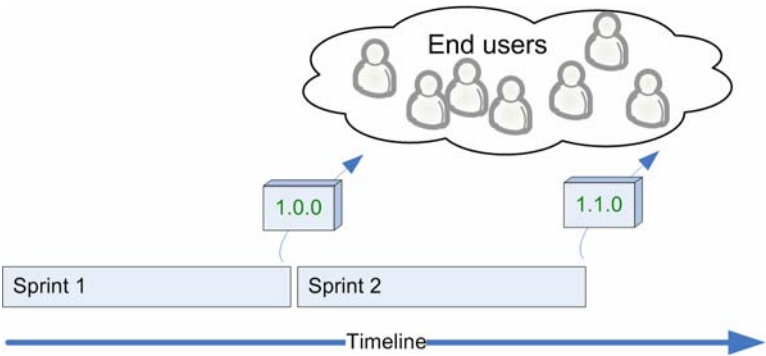 End users
1.0.0
1.1.0
Sprint 1
Sprint 2
Timeline